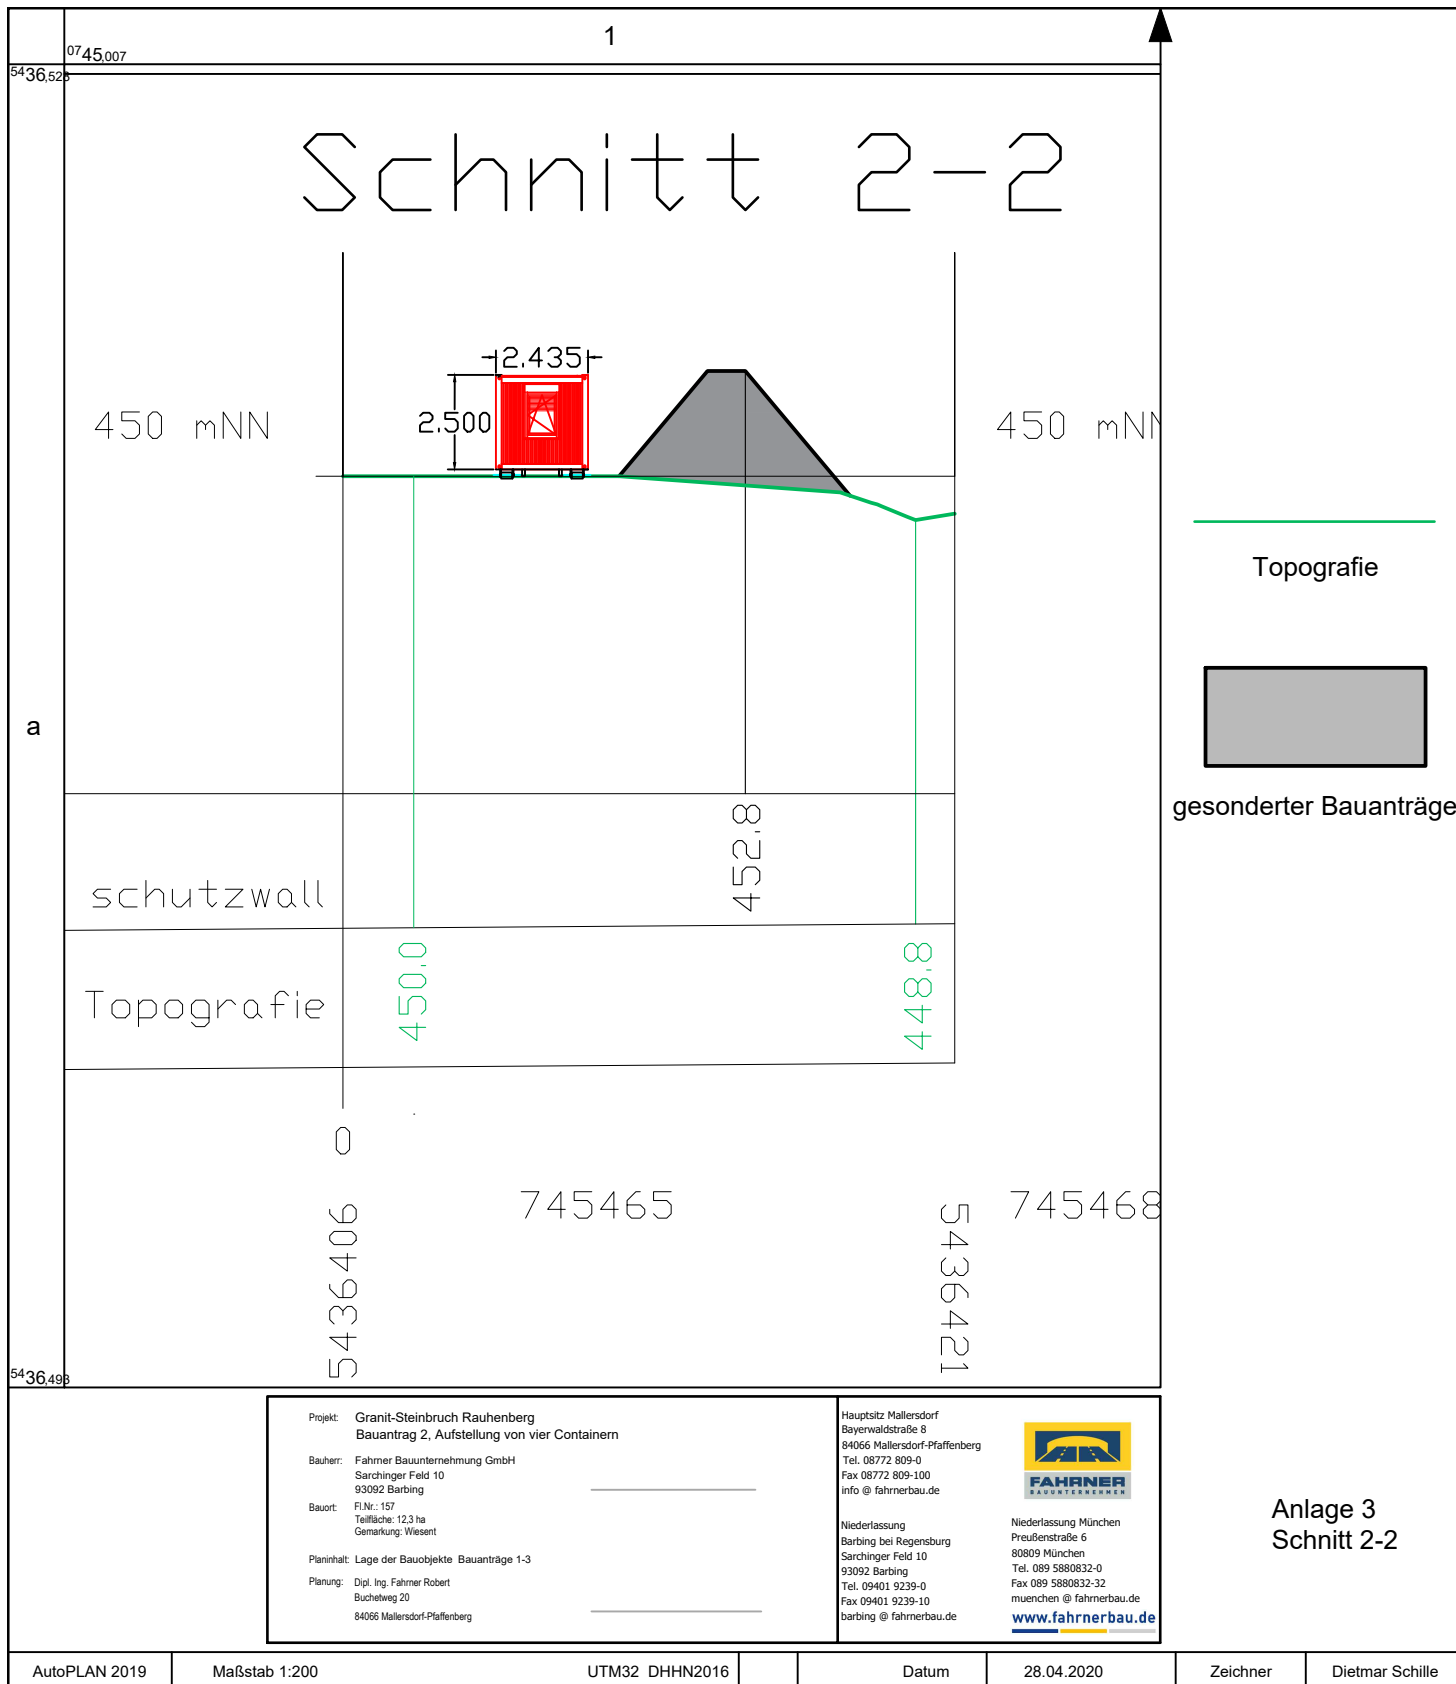 1
0745,007
5436,528
Schnitt 2-2
2.435
2.500
450 mNN
450 mNN
Topografie
a
gesonderter Bauanträge
452.8
schutzwall
450.0
448.8
Topografie
0
745465
745468
5436406
5436421
5436,493
Projekt: Granit-Steinbruch Rauhenberg
Bauantrag 2, Aufstellung von vier Containern
Bauherr: Fahrner Bauunternehmung GmbH
Sarchinger Feld 10
93092 Barbing
Bauort: Fl.Nr.: 157
Teilfläche: 12,3 ha
Gemarkung: Wiesent
Planinhalt: Lage der Bauobjekte Bauanträge 1-3
Planung: Dipl. Ing. Fahrner Robert
Buchetweg 20
84066 Mallersdorf-Pfaffenberg
Hauptsitz Mallersdorf
Bayerwaldstraße 8
84066 Mallersdorf-Pfaffenberg
Tel. 08772 809-0
Fax 08772 809-100
info @ fahrnerbau.de
Niederlassung
Barbing bei Regensburg
Sarchinger Feld 10
93092 Barbing
Tel. 09401 9239-0
Fax 09401 9239-10
barbing @ fahrnerbau.de
FAHRNER
BAUUNTERNEHMEN
Niederlassung München
Preußenstraße 6
80809 München
Tel. 089 5880832-0
Fax 089 5880832-32
muenchen @ fahrnerbau.de
www.fahrnerbau.de
Anlage 3
Schnitt 2-2
AutoPLAN 2019 Maßstab 1:200 UTM32 DHHN2016 Datum 28.04.2020 Zeichner Dietmar Schille